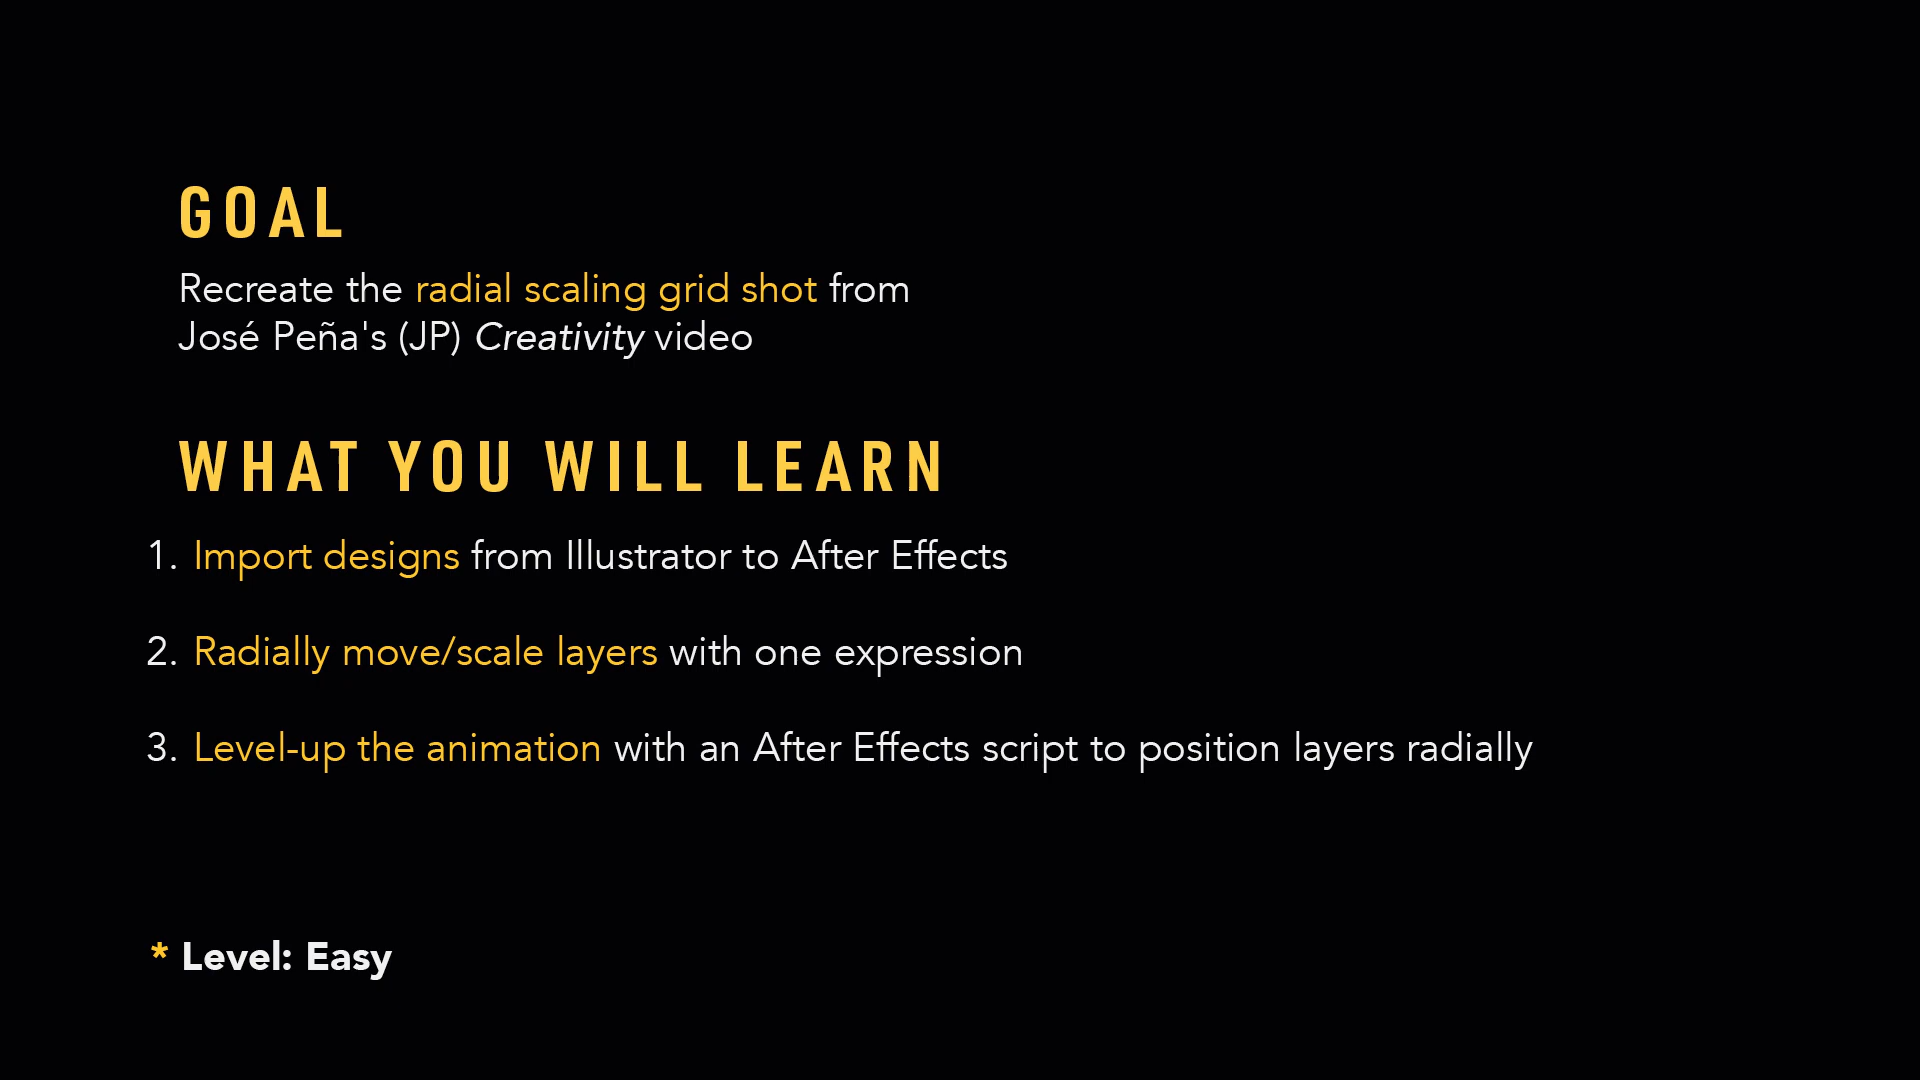 GOAL
Recreate the radial scaling grid shot from
José Peña's (JP) Creativity video
WHAT YOU WILL LEARN
1. Import designs from Illustrator to After Effects
2. Radially move/scale layers with one expression
3. Level-up the animation with an After Effects script to position layers radially
* Level: Easy